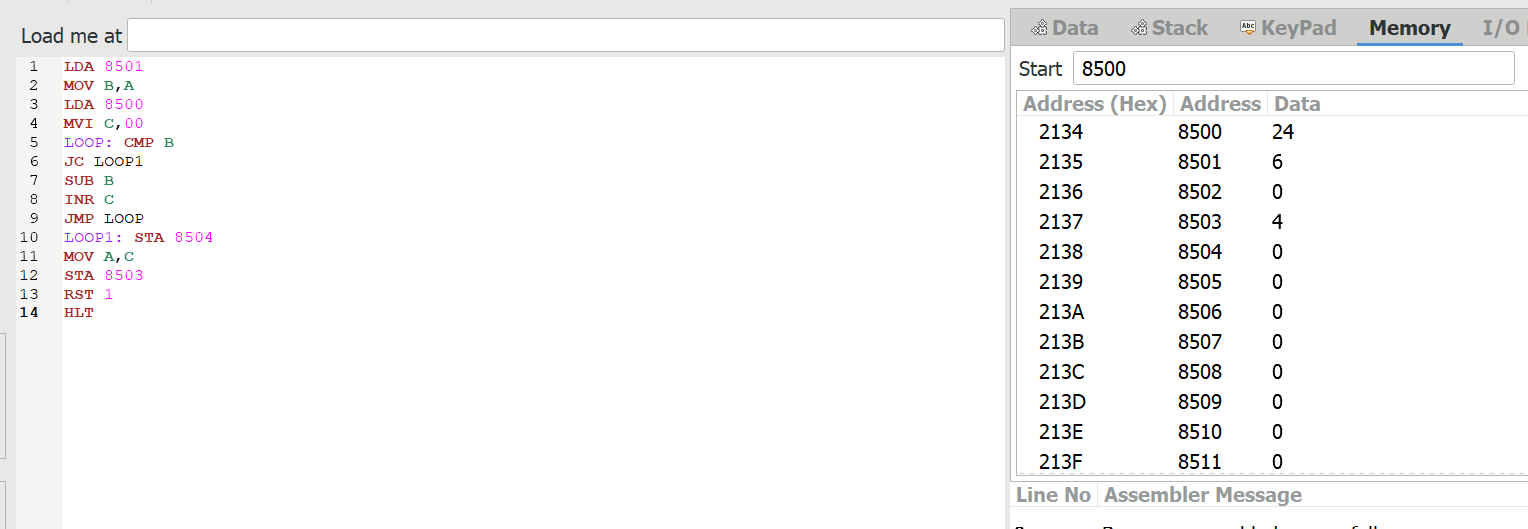 Load me at
1 LDA 8501
2 MOV B,A
3 LDA 8500
4 MVI C,00
5 LOOP: CMP B
6 JC LOOP1
7 SUB B
8 INR C
9 JMP LOOP
10 LOOP1: STA 8504
11 MOV A,C
12 STA 8503
13 RST 1
14 HLT
Data Stack Abc KeyPad Memory I/O
Start 8500
Address (Hex) Address Data
2134 8500 24
2135 8501 6
2136 8502 0
2137 8503 4
2138 8504 0
2139 8505 0
213A 8506 0
213B 8507 0
213C 8508 0
213D 8509 0
213E 8510 0
213F 8511 0
Line No Assembler Message